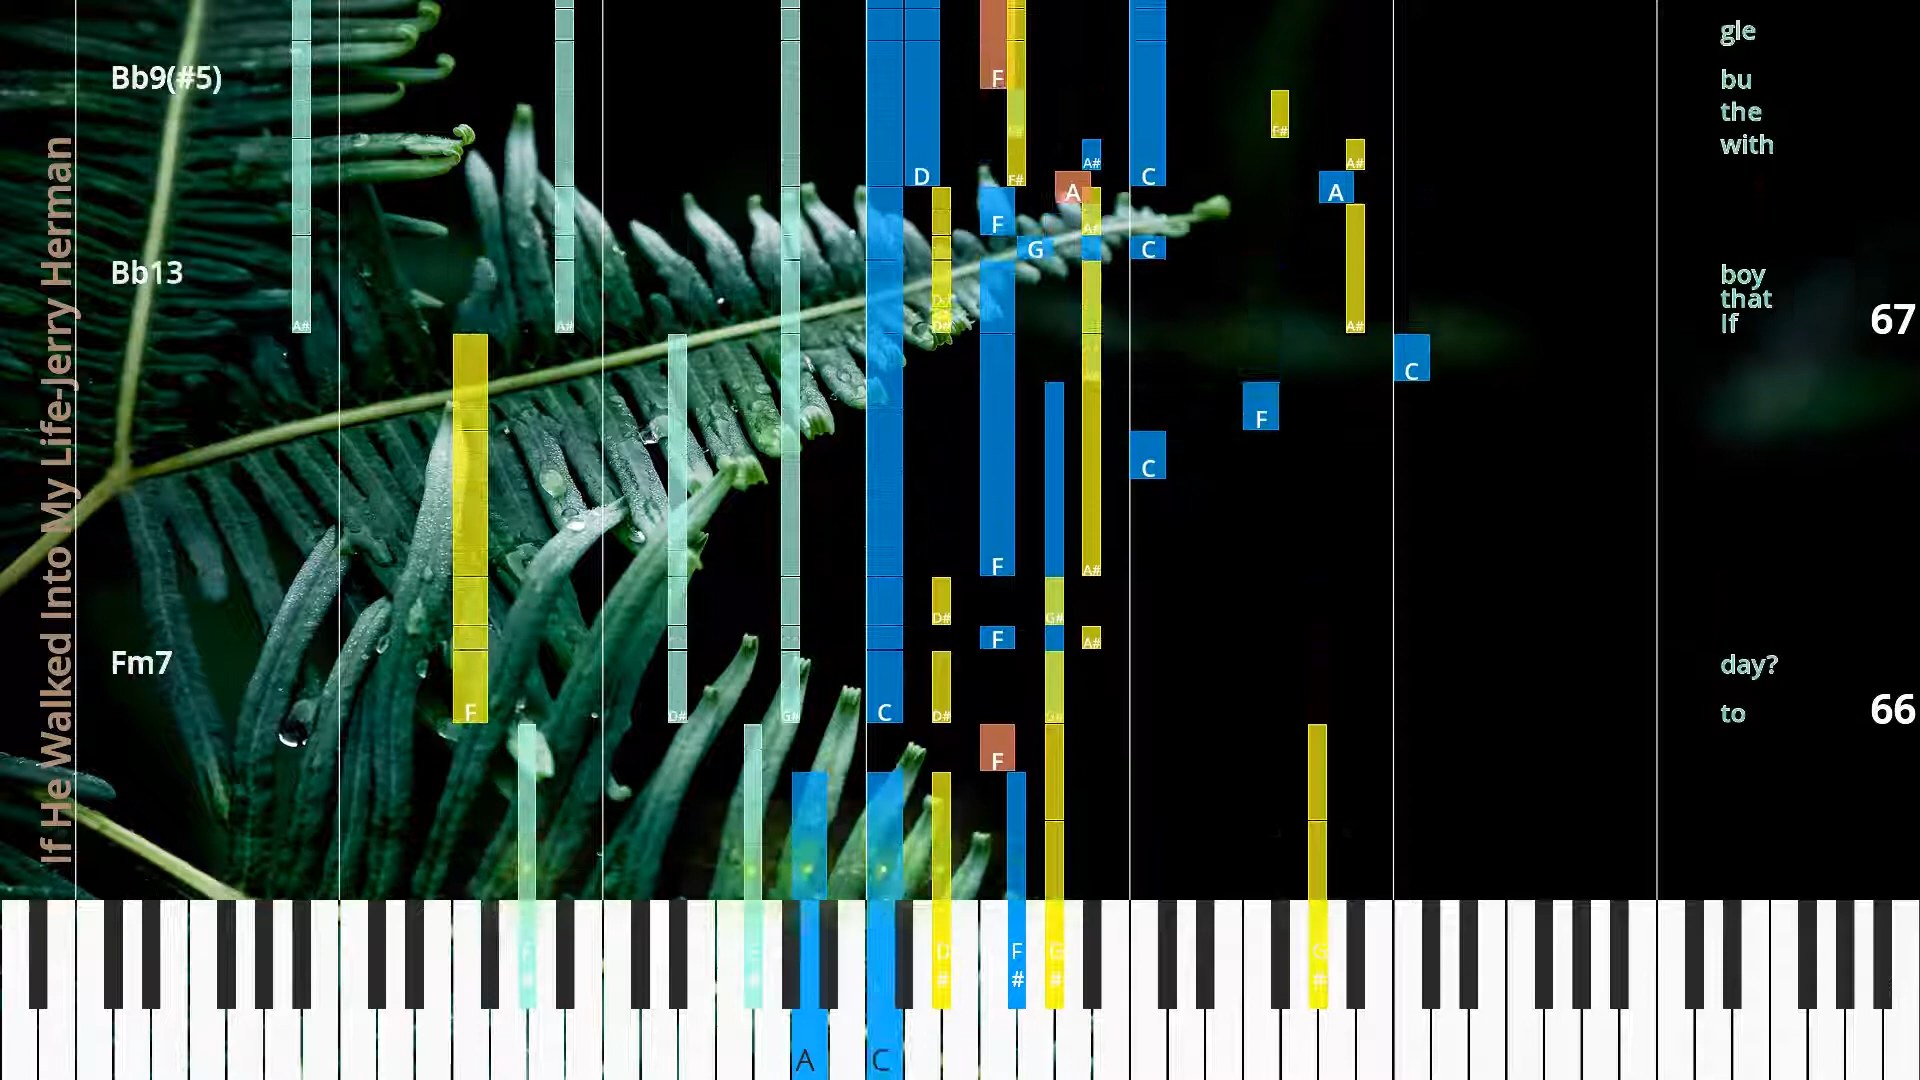 If He Walked Into My Life-Jerry Herman
gle
Bb9(#5)
F
bu
F#
F#
the
with
A#
A#
D
F#
A
C
A
F
A#
G
C
Bb13
boy
D#
that
A#
A#
D#
A#
If
67
C
F
C
F
A#
D#
G#
F
A#
Fm7
day?
F
D#
G#
C
D#
G#
to
66
F
F#
D#
F#
G#
G#
A
C